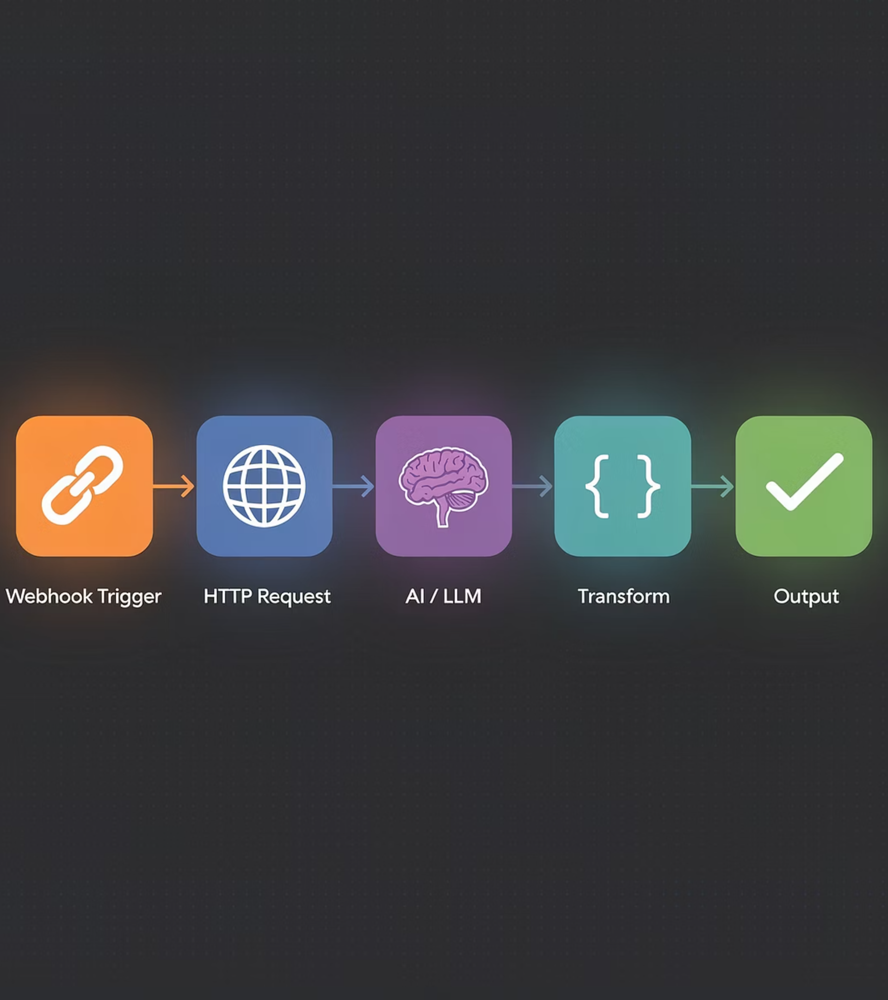 Webhook Trigger
HTTP Request
AI / LLM
Transform
Output